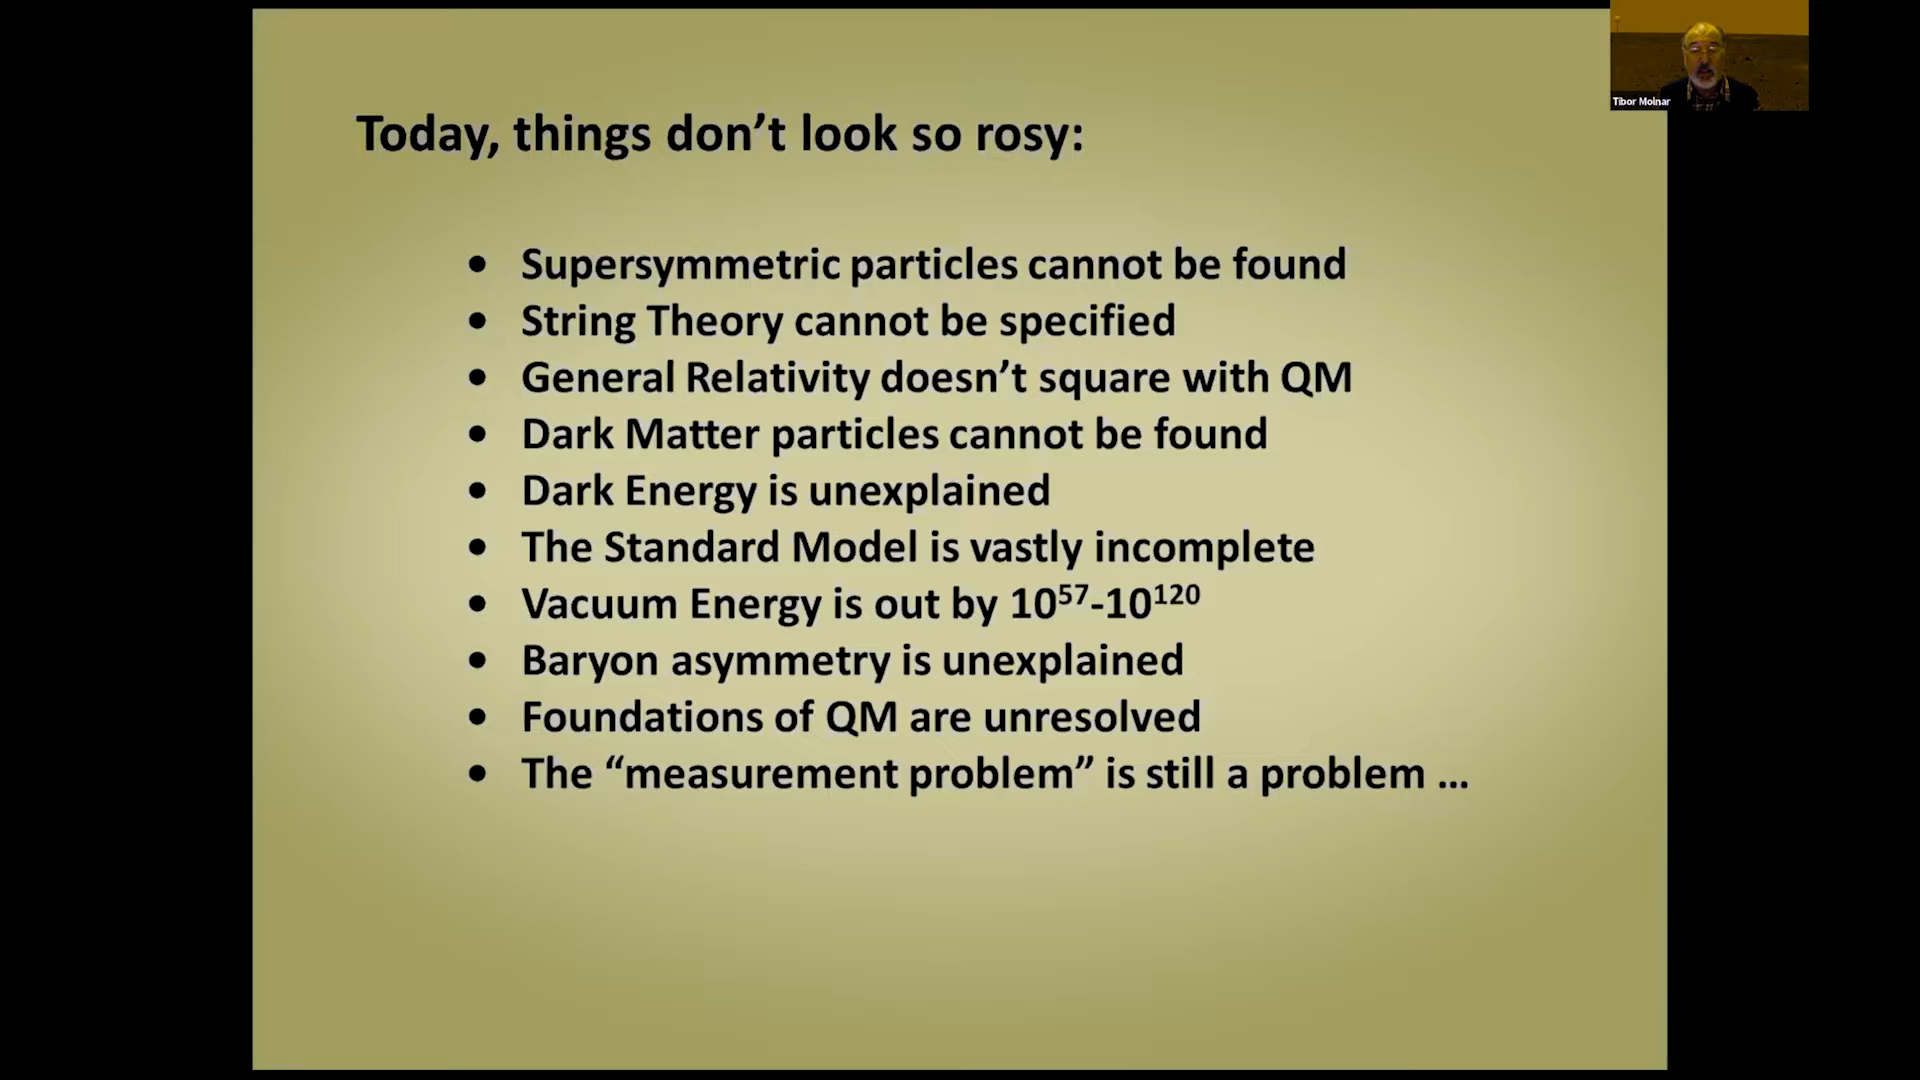 Tibor Molnar
Today, things don’t look so rosy:
• Supersymmetric particles cannot be found
• String Theory cannot be specified
• General Relativity doesn’t square with QM
• Dark Matter particles cannot be found
• Dark Energy is unexplained
• The Standard Model is vastly incomplete
• Vacuum Energy is out by 10⁵⁷-10¹²⁰
• Baryon asymmetry is unexplained
• Foundations of QM are unresolved
• The “measurement problem” is still a problem ...